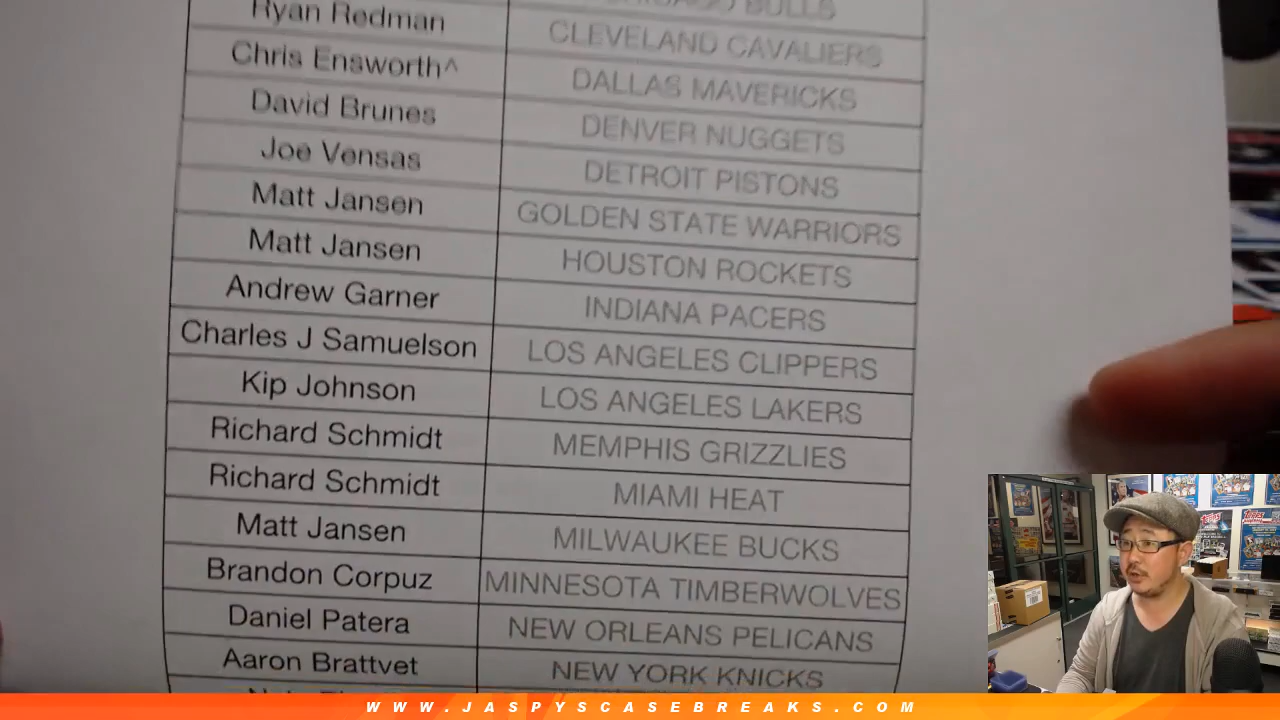 CHICAGO BULLS
Ryan Redman CLEVELAND CAVALIERS
Chris Ensworth^ DALLAS MAVERICKS
David Brunes DENVER NUGGETS
Joe Vensas DETROIT PISTONS
Matt Jansen GOLDEN STATE WARRIORS
Matt Jansen HOUSTON ROCKETS
Andrew Garner INDIANA PACERS
Charles J Samuelson LOS ANGELES CLIPPERS
Kip Johnson LOS ANGELES LAKERS
Richard Schmidt MEMPHIS GRIZZLIES
Richard Schmidt MIAMI HEAT
Matt Jansen MILWAUKEE BUCKS
Brandon Corpuz MINNESOTA TIMBERWOLVES
Daniel Patera NEW ORLEANS PELICANS
Aaron Brattvet NEW YORK KNICKS
WWW.JASPYSCASEBREAKS.COM